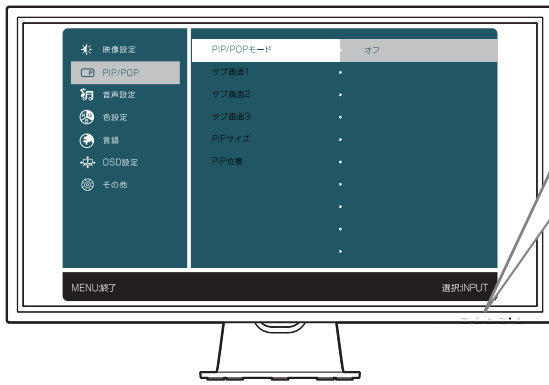 映像設定
PIP/POP
音声設定
色設定
言語
OSD設定
その他
PIP/POPモード オフ
サブ画面1
サブ画面2
サブ画面3
PIPサイズ
PIP位置
MENU:終了 選択:INPUT